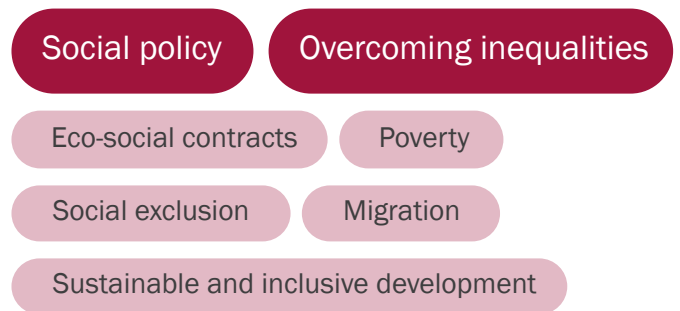 Social policy Overcoming inequalities
Eco-social contracts Poverty
Social exclusion Migration
Sustainable and inclusive development